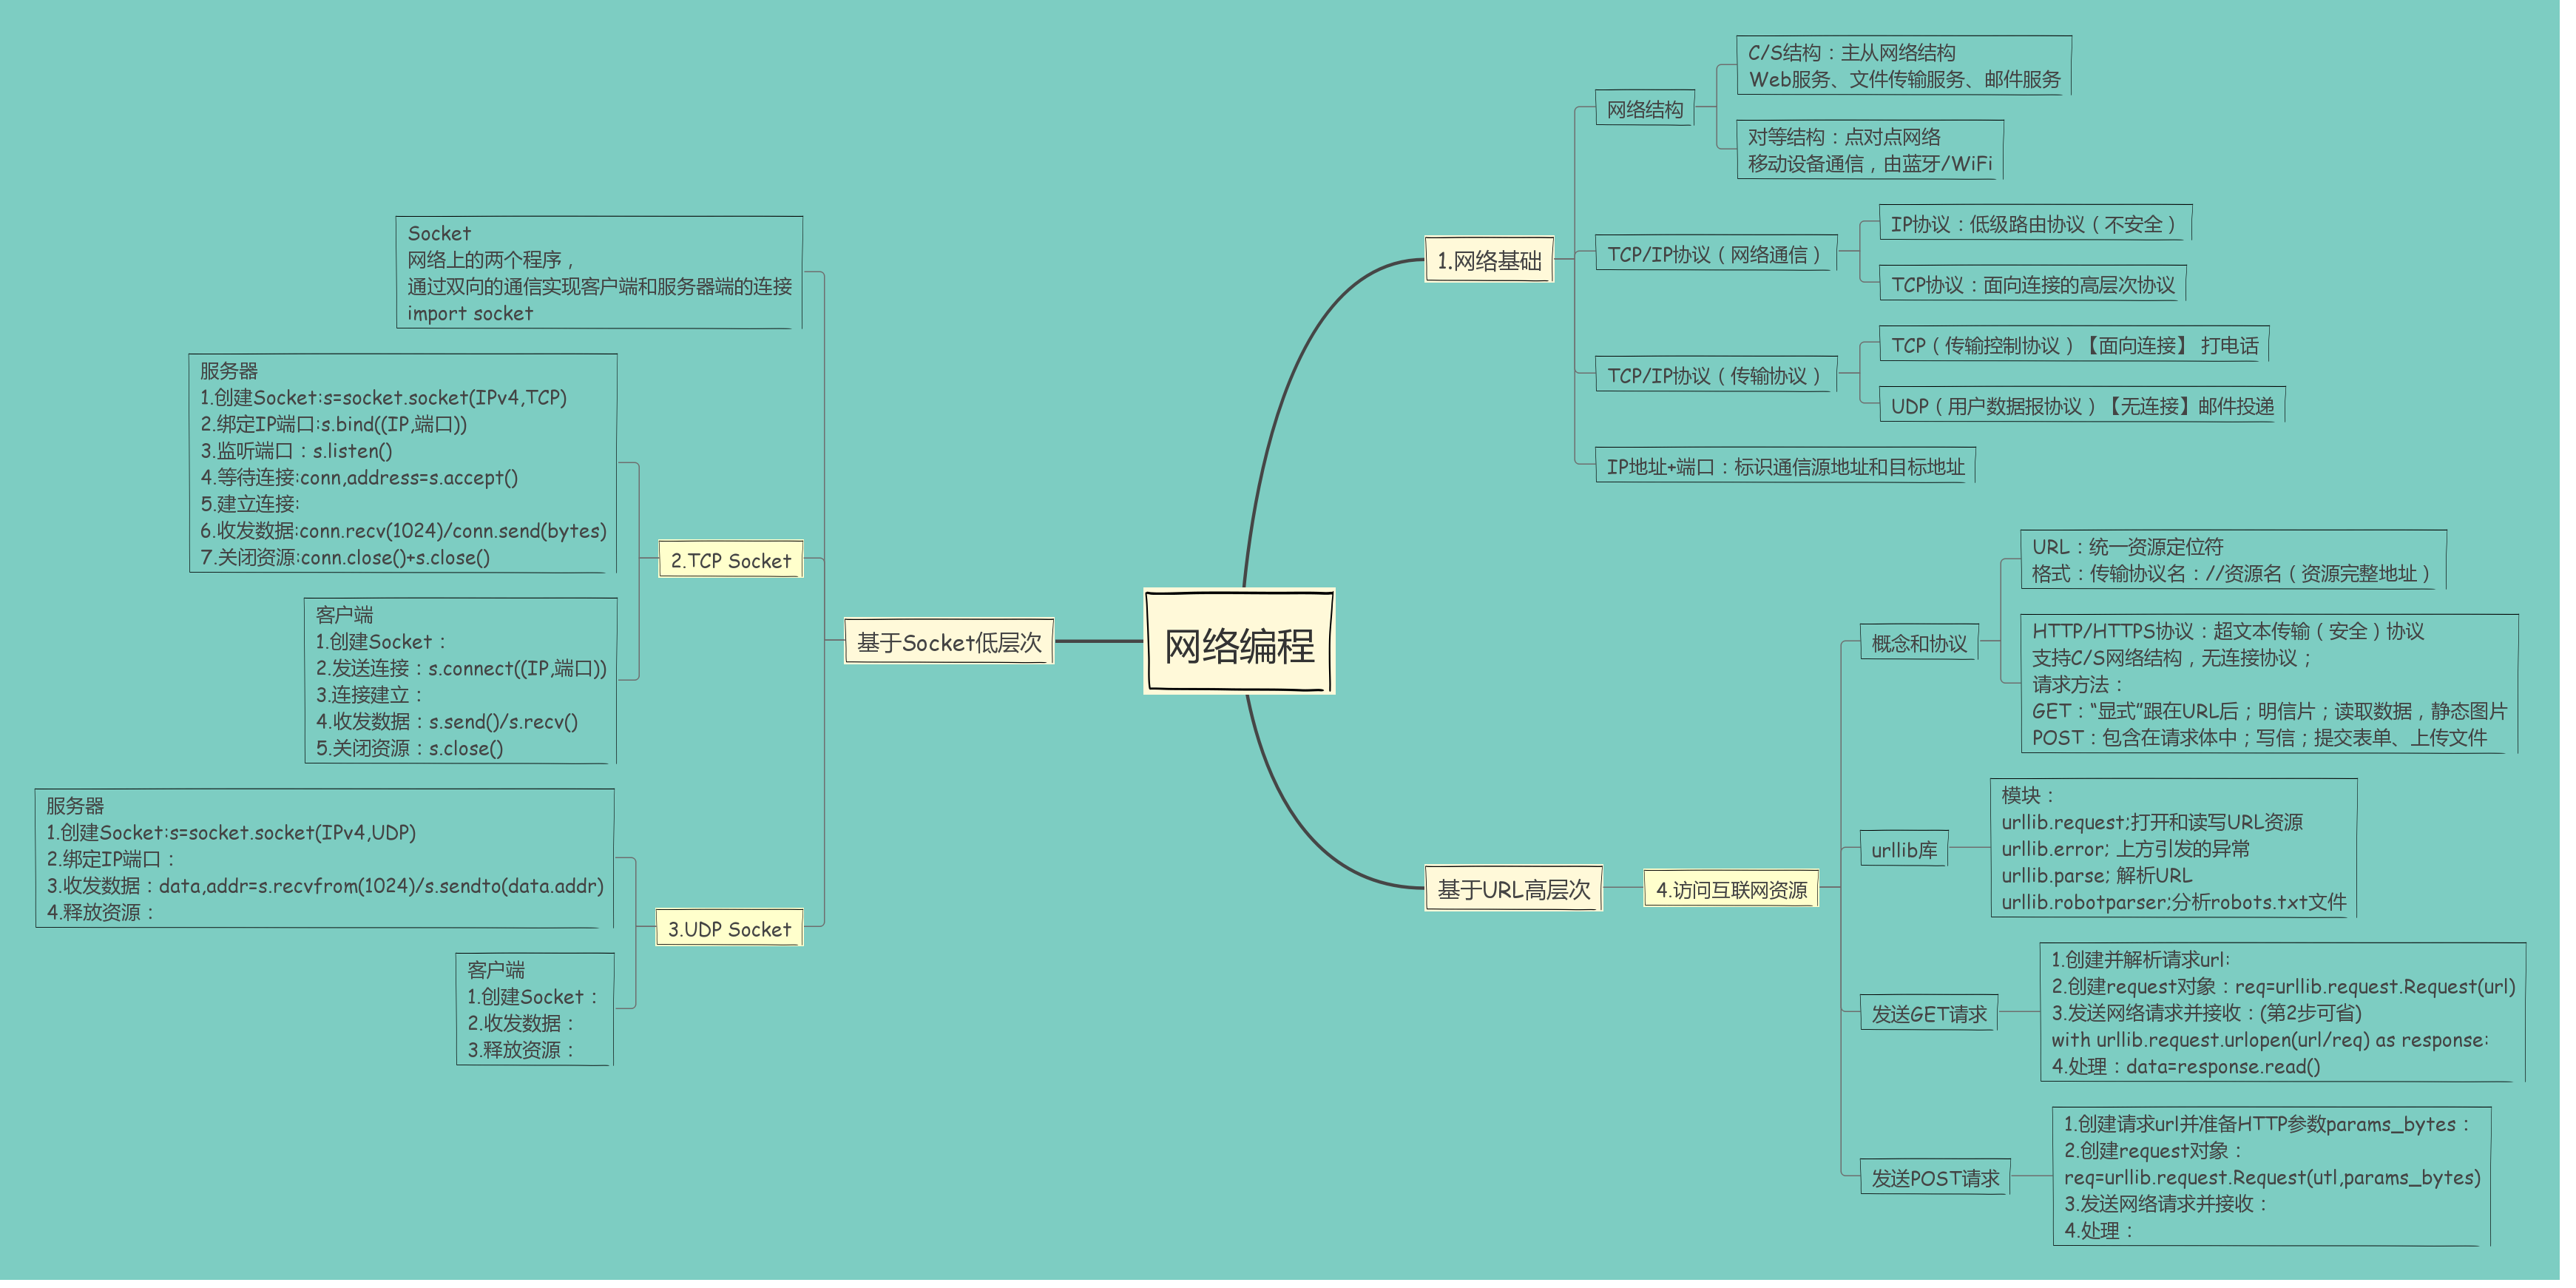 网络编程
1.网络基础
网络结构
C/S结构：主从网络结构
Web服务、文件传输服务、邮件服务
对等结构：点对点网络
移动设备通信，由蓝牙/WiFi
TCP/IP协议（网络通信）
IP协议：低级路由协议（不安全）
TCP协议：面向连接的高层次协议
TCP/IP协议（传输协议）
TCP（传输控制协议）【面向连接】 打电话
UDP（用户数据报协议）【无连接】邮件投递
IP地址+端口：标识通信源地址和目标地址
基于Socket低层次
Socket
网络上的两个程序，
通过双向的通信实现客户端和服务器端的连接
import socket
2.TCP Socket
服务器
1.创建Socket:s=socket.socket(IPv4,TCP)
2.绑定IP端口:s.bind((IP,端口))
3.监听端口：s.listen()
4.等待连接:conn,address=s.accept()
5.建立连接:
6.收发数据:conn.recv(1024)/conn.send(bytes)
7.关闭资源:conn.close()+s.close()
客户端
1.创建Socket：
2.发送连接：s.connect((IP,端口))
3.连接建立：
4.收发数据：s.send()/s.recv()
5.关闭资源：s.close()
3.UDP Socket
服务器
1.创建Socket:s=socket.socket(IPv4,UDP)
2.绑定IP端口：
3.收发数据：data,addr=s.recvfrom(1024)/s.sendto(data.addr)
4.释放资源：
客户端
1.创建Socket：
2.收发数据：
3.释放资源：
基于URL高层次
4.访问互联网资源
概念和协议
URL：统一资源定位符
格式：传输协议名：//资源名（资源完整地址）
HTTP/HTTPS协议：超文本传输（安全）协议
支持C/S网络结构，无连接协议；
请求方法：
GET：“显式”跟在URL后；明信片；读取数据，静态图片
POST：包含在请求体中；写信；提交表单、上传文件
urllib库
模块：
urllib.request;打开和读写URL资源
urllib.error; 上方引发的异常
urllib.parse; 解析URL
urllib.robotparser;分析robots.txt文件
发送GET请求
1.创建并解析请求url:
2.创建request对象：req=urllib.request.Request(url)
3.发送网络请求并接收：(第2步可省)
with urllib.request.urlopen(url/req) as response:
4.处理：data=response.read()
发送POST请求
1.创建请求url并准备HTTP参数params_bytes：
2.创建request对象：
req=urllib.request.Request(utl,params_bytes)
3.发送网络请求并接收：
4.处理：